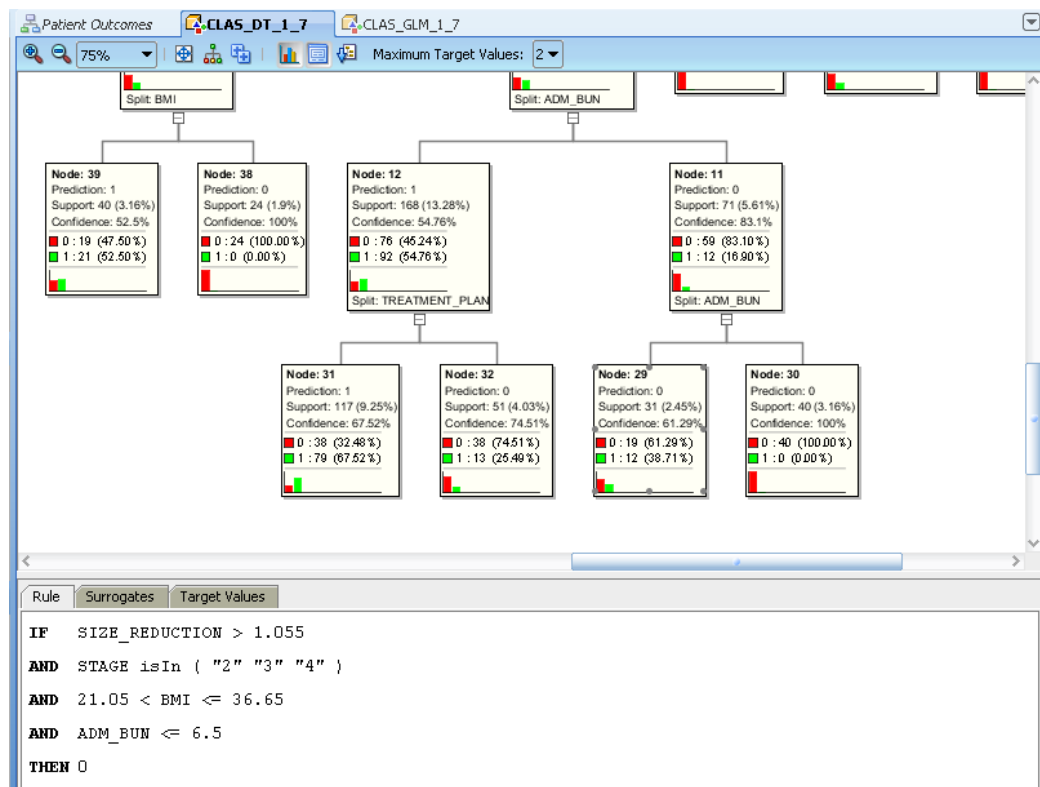 Patient Outcomes CLAS_DT_1_7 CLAS_GLM_1_7
75% Maximum Target Values: 2
Split: BMI
Split: ADM_BUN
Node: 39
Prediction: 1
Support: 40 (3.16%)
Confidence: 52.5%
0 : 19 (47.50%)
1 : 21 (52.50%)
Node: 38
Prediction: 0
Support: 24 (1.9%)
Confidence: 100%
0 : 24 (100.00%)
1 : 0 (0.00%)
Node: 12
Prediction: 1
Support: 168 (13.28%)
Confidence: 54.76%
0 : 76 (45.24%)
1 : 92 (54.76%)
Split: TREATMENT_PLAN
Node: 11
Prediction: 0
Support: 71 (5.61%)
Confidence: 83.1%
0 : 59 (83.10%)
1 : 12 (16.90%)
Split: ADM_BUN
Node: 31
Prediction: 1
Support: 117 (9.25%)
Confidence: 67.52%
0 : 38 (32.48%)
1 : 79 (67.52%)
Node: 32
Prediction: 0
Support: 51 (4.03%)
Confidence: 74.51%
0 : 38 (74.51%)
1 : 13 (25.49%)
Node: 29
Prediction: 0
Support: 31 (2.45%)
Confidence: 61.29%
0 : 19 (61.29%)
1 : 12 (38.71%)
Node: 30
Prediction: 0
Support: 40 (3.16%)
Confidence: 100%
0 : 40 (100.00%)
1 : 0 (0.00%)
Rule Surrogates Target Values
IF SIZE_REDUCTION > 1.055
AND STAGE isIn ( "2" "3" "4" )
AND 21.05 < BMI <= 36.65
AND ADM_BUN <= 6.5
THEN 0